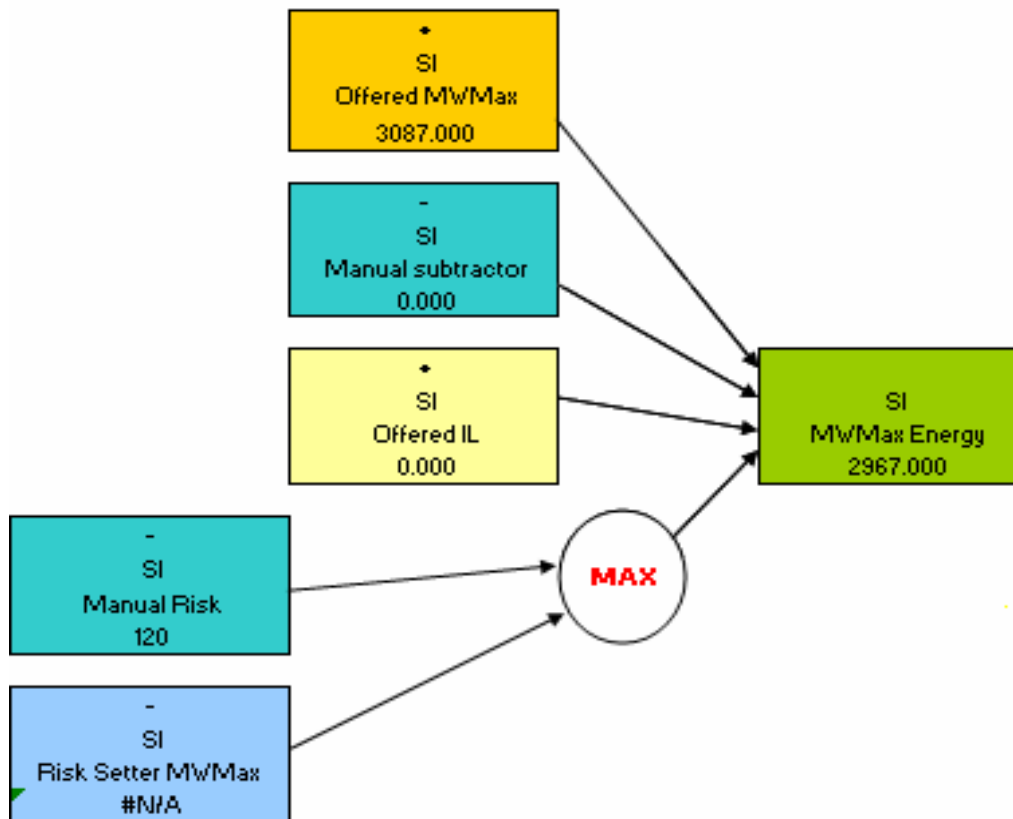 +
SI
Offered MWMax
3087.000
-
SI
Manual subtractor
0.000
+
SI
Offered IL
0.000
SI
MWMax Energy
2967.000
-
SI
Manual Risk
120
MAX
-
SI
Risk Setter MWMax
#N/A